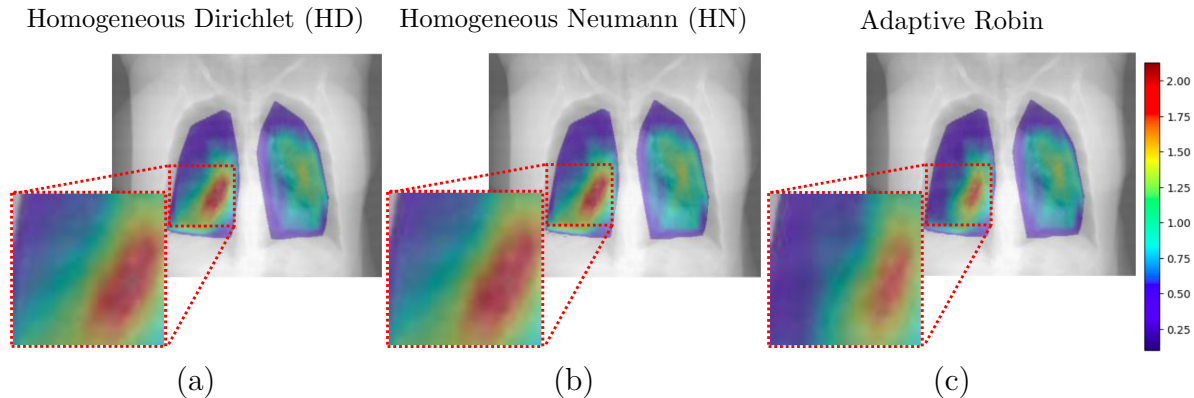 Homogeneous Dirichlet (HD)
Homogeneous Neumann (HN)
Adaptive Robin
2.00
1.75
1.50
1.25
1.00
0.75
0.50
0.25
(a)
(b)
(c)